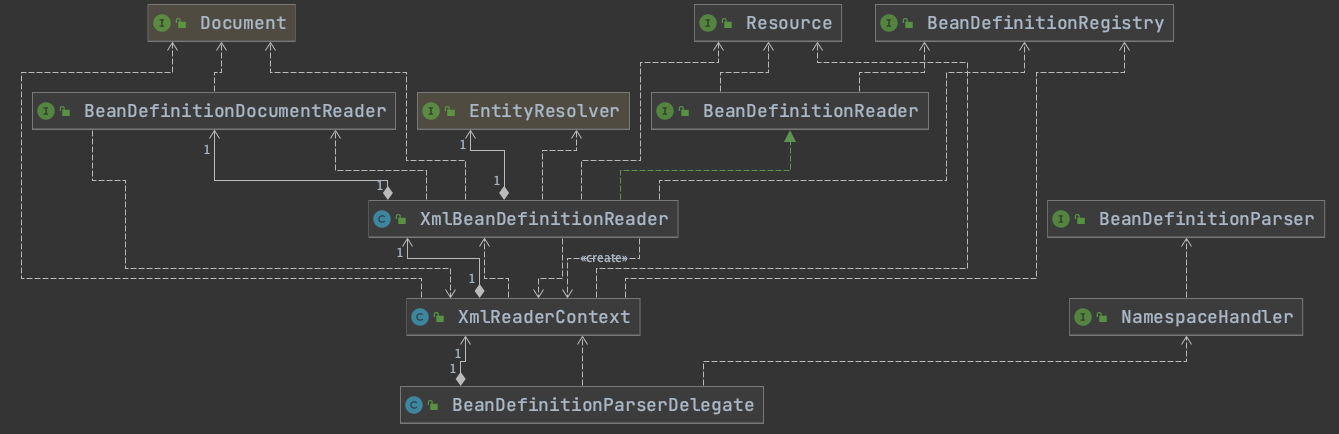 Document
Resource
BeanDefinitionRegistry
BeanDefinitionDocumentReader
EntityResolver
BeanDefinitionReader
1
1
1
1
XmlBeanDefinitionReader
BeanDefinitionParser
1
«create»
1
XmlReaderContext
NamespaceHandler
1
1
BeanDefinitionParserDelegate